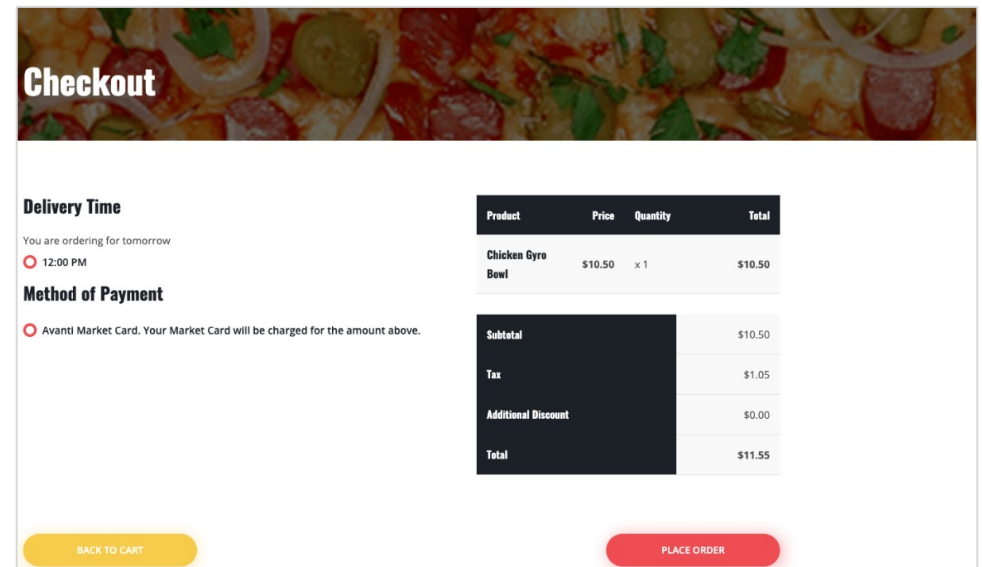 Checkout
Delivery Time
You are ordering for tomorrow
12:00 PM
Method of Payment
Avanti Market Card. Your Market Card will be charged for the amount above.
Product Price Quantity Total
Chicken Gyro
Bowl
$10.50 x 1 $10.50
Subtotal $10.50
Tax $1.05
Additional Discount $0.00
Total $11.55
BACK TO CART
PLACE ORDER